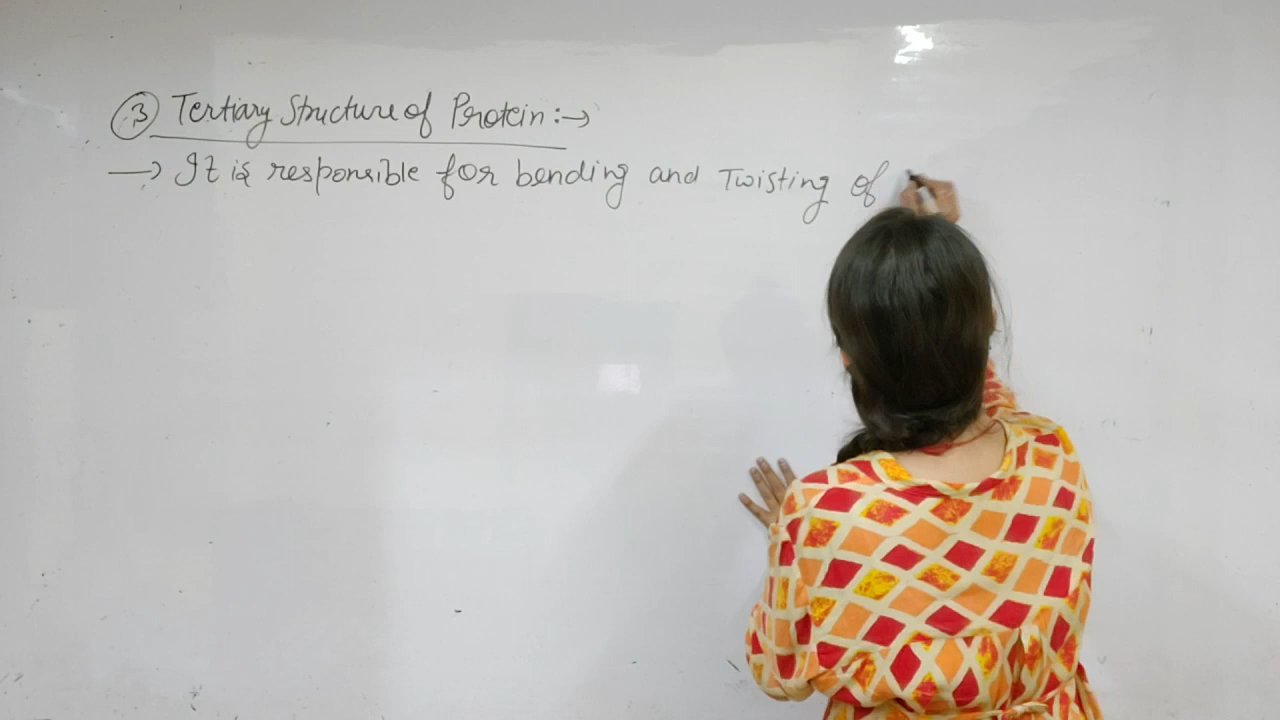 ③ Tertiary Structure of Protein :→
→ It is responsible for bending and Twisting of